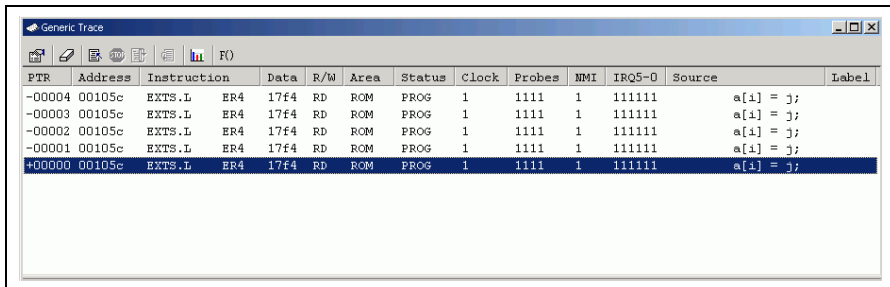 Generic Trace
STOP F()
PTR Address Instruction Data R/W Area Status Clock Probes NMI IRQ5-0 Source Label
-00004 00105c EXTS.L ER4 17f4 RD ROM PROG 1 1111 1 111111 a[i] = j;
-00003 00105c EXTS.L ER4 17f4 RD ROM PROG 1 1111 1 111111 a[i] = j;
-00002 00105c EXTS.L ER4 17f4 RD ROM PROG 1 1111 1 111111 a[i] = j;
-00001 00105c EXTS.L ER4 17f4 RD ROM PROG 1 1111 1 111111 a[i] = j;
+00000 00105c EXTS.L ER4 17f4 RD ROM PROG 1 1111 1 111111 a[i] = j;